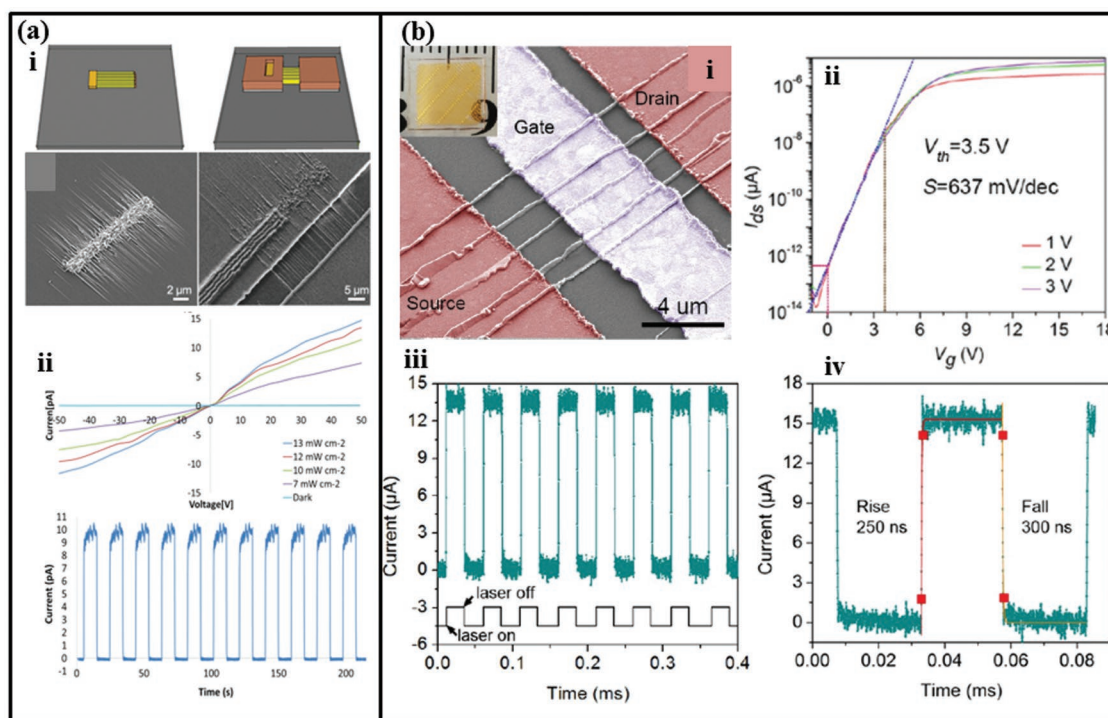 (a)
i
2 μm
5 μm
ii
15
10
5
0
-5
-10
-15
-50 -40 -30 -20 -10 0 10 20 30 40 50
Curren[pA]
Voltage[V]
13 mW cm-2
12 mW cm-2
10 mW cm-2
7 mW cm-2
Dark
11
10
9
8
7
6
5
4
3
2
1
0
-1
Current (pA)
0 50 100 150 200
Time (s)
(b)
i
Drain
Gate
Source
4 um
ii
10⁻⁶
10⁻⁸
10⁻¹⁰
10⁻¹²
10⁻¹⁴
Ids (μA)
Vth=3.5 V
S=637 mV/dec
1 V
2 V
3 V
0 3 6 9 12 15 18
Vg (V)
iii
15
12
9
6
3
0
-3
-6
Current (μA)
laser off
laser on
0.0 0.1 0.2 0.3 0.4
Time (ms)
iv
18
15
12
9
6
3
0
Current (μA)
Rise
250 ns
Fall
300 ns
0.00 0.02 0.04 0.06 0.08
Time (ms)